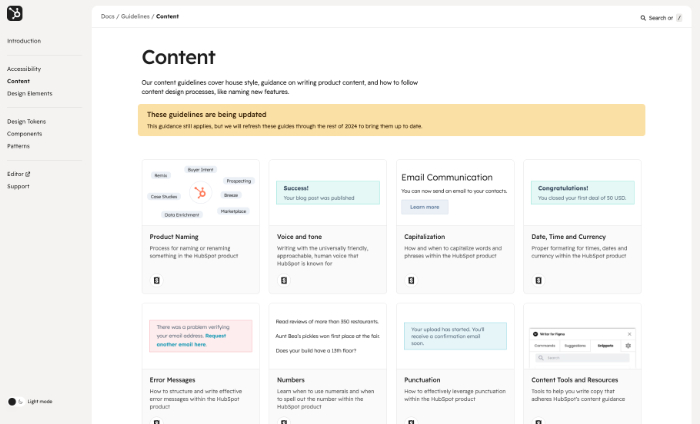 Docs / Guidelines / Content
Search or /
Introduction
Accessibility
Content
Design Elements
Design Tokens
Components
Patterns
Editor
Support
Light mode
Content
Our content guidelines cover house style, guidance on writing product content, and how to follow
content design processes, like naming new features.
These guidelines are being updated
This guidance still applies, but we will refresh these guides through the rest of 2024 to bring them up to date.
Buyer Intent
Remix
Prospecting
Case Studies
Breeze
Data Enrichment
Marketplace
Product Naming
Process for naming or renaming
something in the HubSpot product
Success!
Your blog post was published
Voice and tone
Writing with the universally friendly,
approachable, human voice that
HubSpot is known for
Email Communication
You can now send an email to your contacts.
Learn more
Capitalization
How and when to capitalize words and
phrases within the HubSpot product
Congratulations!
You closed your first deal of 50 USD.
Date, Time and Currency
Proper formatting for times, dates and
currency within the HubSpot product
There was a problem verifying
your email address. Request
another email here.
Error Messages
How to structure and write effective
error messages within the HubSpot
product
Read reviews of more than 350 restaurants.
Aunt Bea's pickles won first place at the fair
Does your build have a 13th floor?
Numbers
Learn when to use numerals and when
to spell out the number within the
HubSpot product
Your upload has started. You'll
receive a confirmation email
soon.
Punctuation
How to effectively leverage punctuation
within the HubSpot product
Writer for Figma
Comments Suggestions Snippets
Search
Content Tools and Resources
Tools to help you write copy that
adheres HubSpot's content guidance